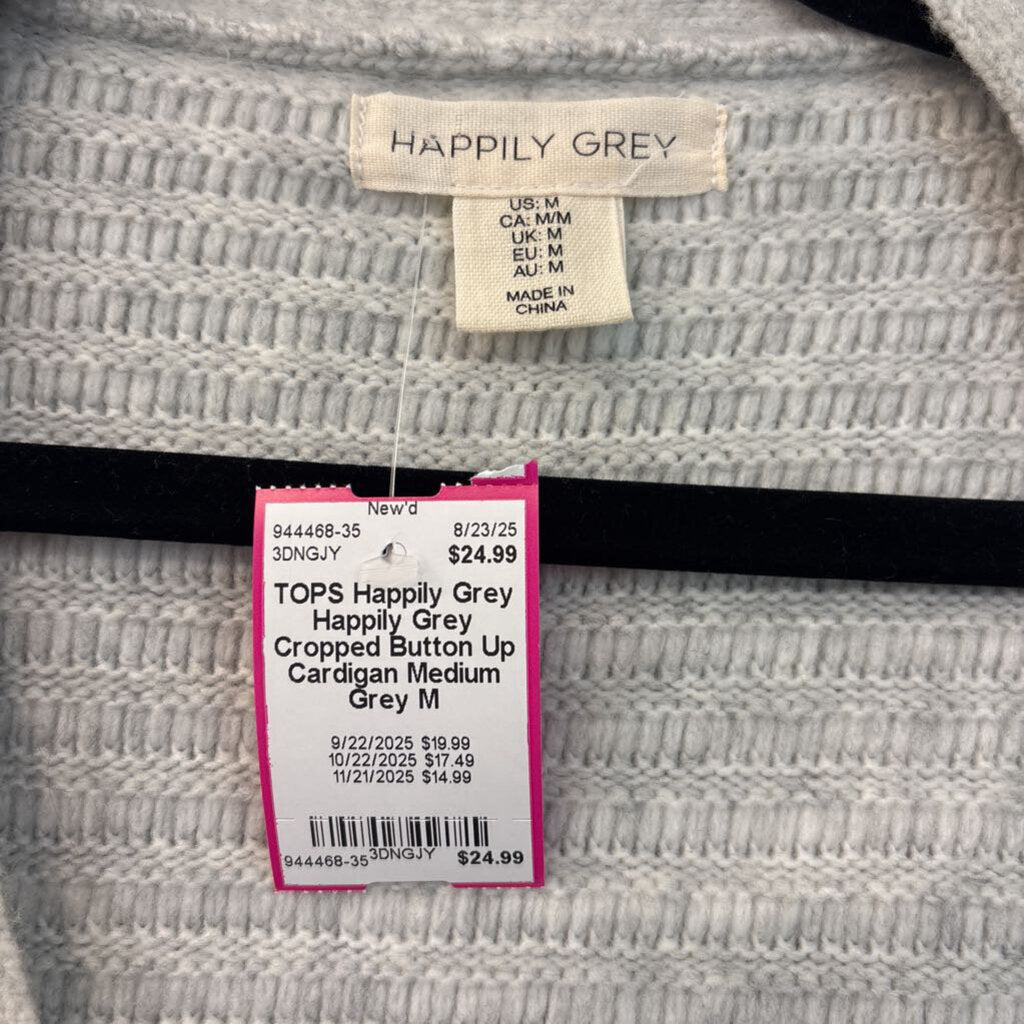 HAPPILY GREY
US: M
CA: M/M
UK: M
EU: M
AU: M
MADE IN
CHINA
New'd
944468-35 8/23/25
3DNGJY $24.99
TOPS Happily Grey
Happily Grey
Cropped Button Up
Cardigan Medium
Grey M
9/22/2025 $19.99
10/22/2025 $17.49
11/21/2025 $14.99
944468-35 3DNGJY $24.99